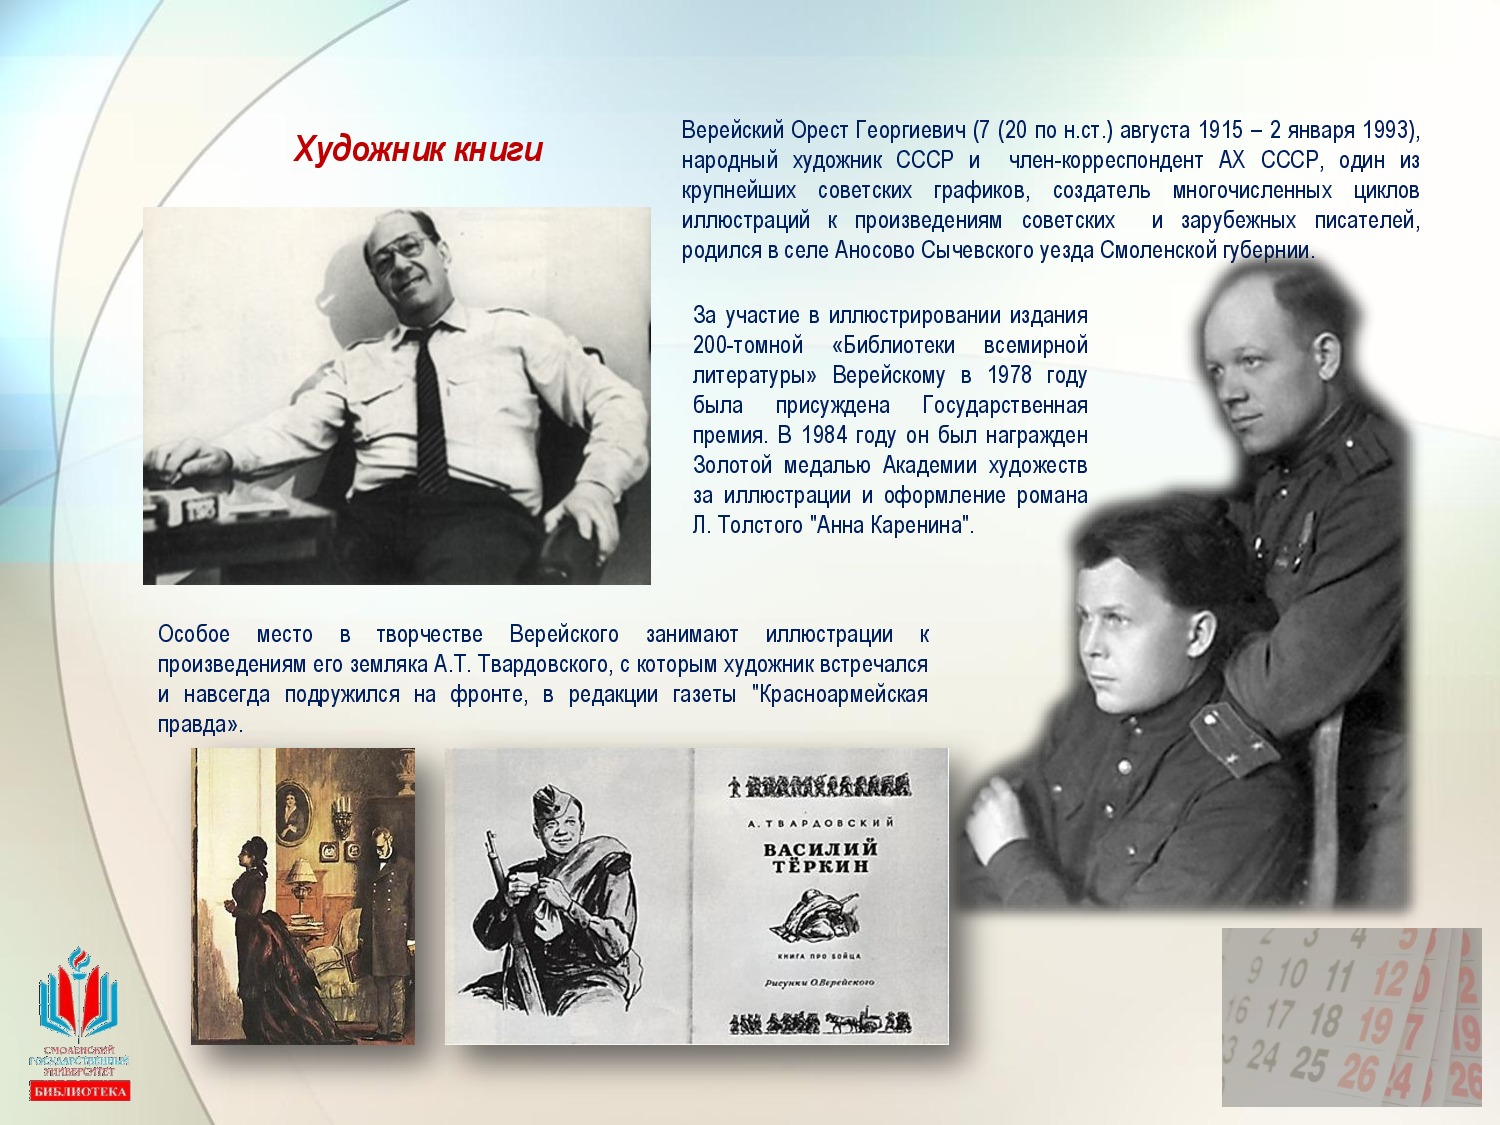 Художник книги
Верейский Орест Георгиевич (7 (20 по н.ст.) августа 1915 – 2 января 1993),
народный художник СССР и член-корреспондент АХ СССР, один из
крупнейших советских графиков, создатель многочисленных циклов
иллюстраций к произведениям советских и зарубежных писателей,
родился в селе Аносово Сычевского уезда Смоленской губернии.
За участие в иллюстрировании издания
200-томной «Библиотеки всемирной
литературы» Верейскому в 1978 году
была присуждена Государственная
премия. В 1984 году он был награжден
Золотой медалью Академии художеств
за иллюстрации и оформление романа
Л. Толстого "Анна Каренина".
Особое место в творчестве Верейского занимают иллюстрации к
произведениям его земляка А.Т. Твардовского, с которым художник встречался
и навсегда подружился на фронте, в редакции газеты "Красноармейская
правда».
А. ТВАРДОВСКИЙ
ВАСИЛИЙ
ТЁРКИН
КНИГА ПРО БОЙЦА
Рисунки О.Верейского
СМОЛЕНСКИЙ
ГОСУДАРСТВЕННЫЙ
УНИВЕРСИТЕТ
БИБЛИОТЕКА
2 3 4 5
9 10 11 12 2
16 17 18 19 7 19
24 25 26 26